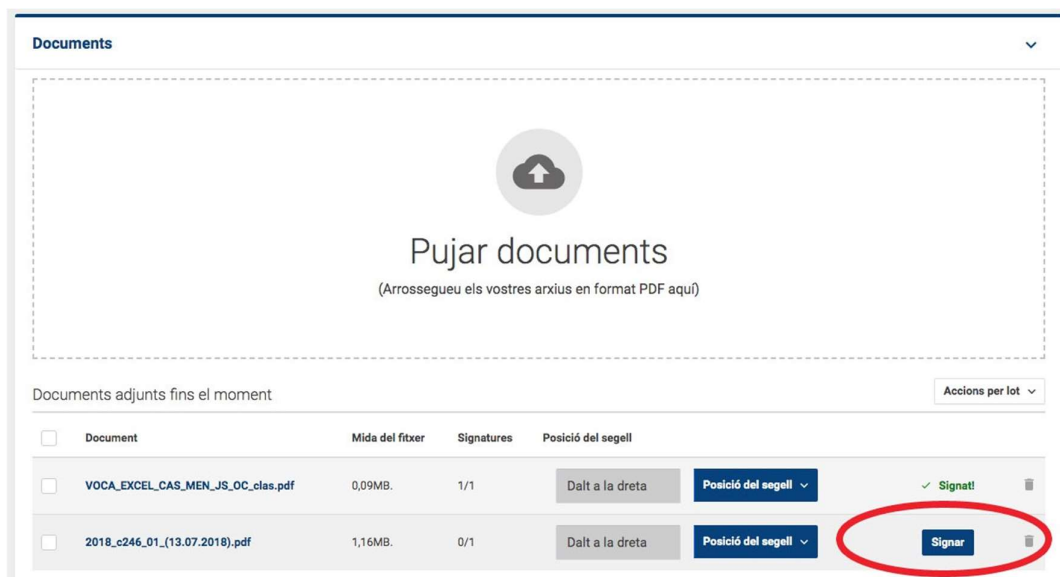 Documents
Pujar documents
(Arrossegueu els vostres arxius en format PDF aquí)
Documents adjunts fins el moment
Accions per lot
Document Mida del fitxer Signatures Posició del segell
VOCA_EXCEL_CAS_MEN_JS_OC_clas.pdf 0,09MB. 1/1 Dalt a la dreta Posició del segell Signat!
2018_c246_01_(13.07.2018).pdf 1,16MB. 0/1 Dalt a la dreta Posició del segell Signar